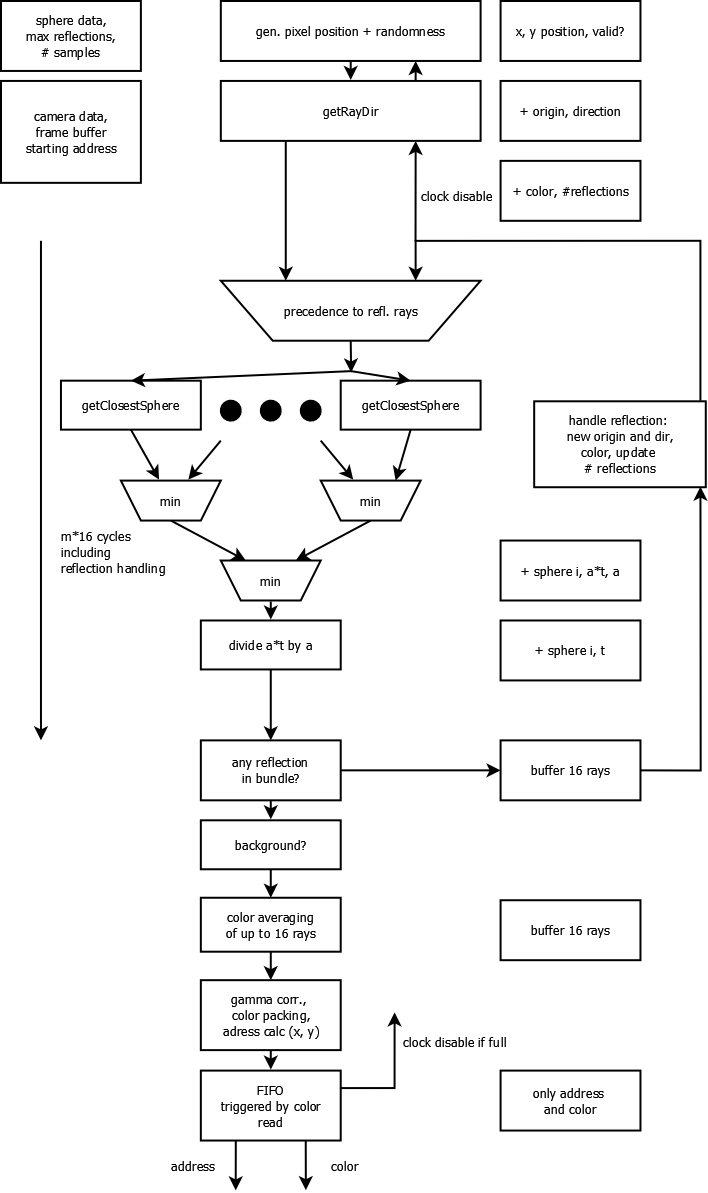 sphere data,
max reflections,
# samples
gen. pixel position + randomness
x, y position, valid?
camera data,
frame buffer
starting address
getRayDir
+ origin, direction
clock disable
+ color, #reflections
precedence to refl. rays
getClosestSphere
getClosestSphere
handle reflection:
new origin and dir,
color, update
# reflections
min
min
m*16 cycles
including
reflection handling
min
+ sphere i, a*t, a
divide a*t by a
+ sphere i, t
any reflection
in bundle?
buffer 16 rays
background?
color averaging
of up to 16 rays
buffer 16 rays
gamma corr.,
color packing,
adress calc (x, y)
clock disable if full
FIFO
triggered by color
read
only address
and color
address
color